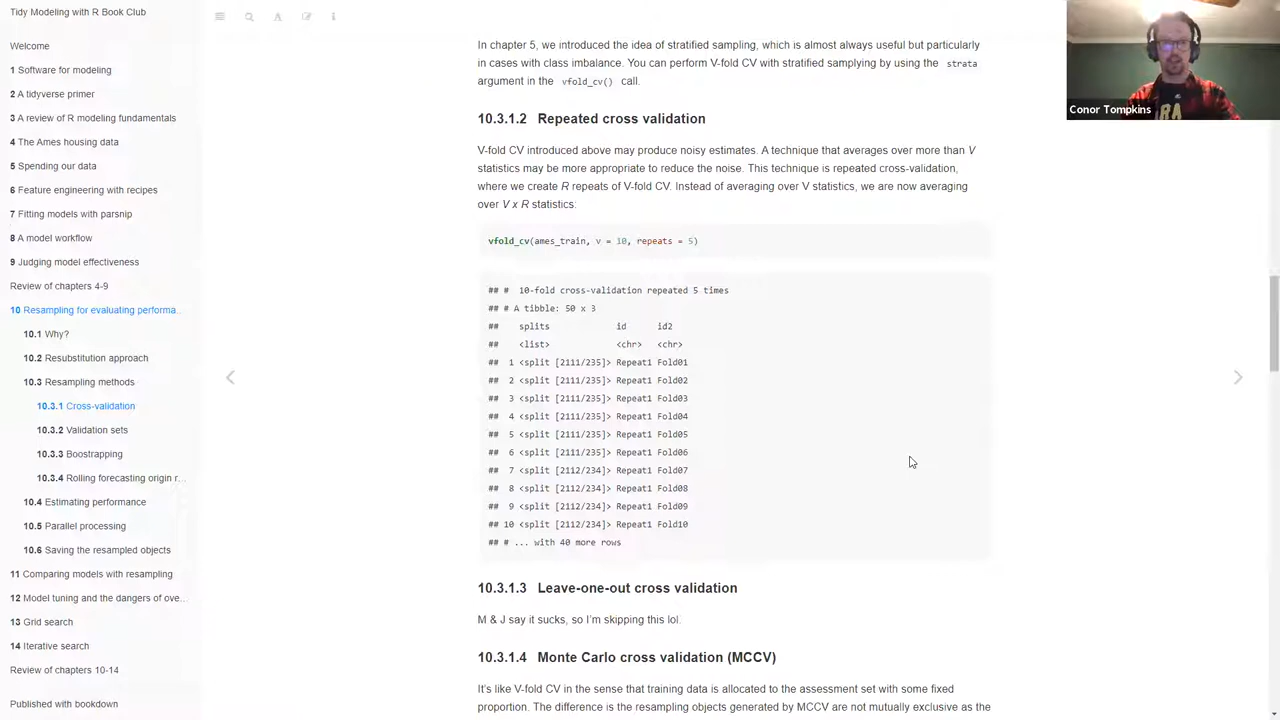 Tidy Modeling with R Book Club
Welcome
1 Software for modeling
2 A tidyverse primer
3 A review of R modeling fundamentals
4 The Ames housing data
5 Spending our data
6 Feature engineering with recipes
7 Fitting models with parsnip
8 A model workflow
9 Judging model effectiveness
Review of chapters 4-9
10 Resampling for evaluating performa...
10.1 Why?
10.2 Resubstitution approach
10.3 Resampling methods
10.3.1 Cross-validation
10.3.2 Validation sets
10.3.3 Boostrapping
10.3.4 Rolling forecasting origin r...
10.4 Estimating performance
10.5 Parallel processing
10.6 Saving the resampled objects
11 Comparing models with resampling
12 Model tuning and the dangers of ove...
13 Grid search
14 Iterative search
Review of chapters 10-14
Published with bookdown
In chapter 5, we introduced the idea of stratified sampling, which is almost always useful but particularly
in cases with class imbalance. You can perform V-fold CV with stratified samplying by using the strata
argument in the vfold_cv() call.
10.3.1.2 Repeated cross validation
V-fold CV introduced above may produce noisy estimates. A technique that averages over more than V
statistics may be more appropriate to reduce the noise. This technique is repeated cross-validation,
where we create R repeats of V-fold CV. Instead of averaging over V statistics, we are now averaging
over V x R statistics:
vfold_cv(ames_train, v = 10, repeats = 5)
## # 10-fold cross-validation repeated 5 times
## # A tibble: 50 x 3
## splits id id2
## <list> <chr> <chr>
## 1 <split [2111/235]> Repeat1 Fold01
## 2 <split [2111/235]> Repeat1 Fold02
## 3 <split [2111/235]> Repeat1 Fold03
## 4 <split [2111/235]> Repeat1 Fold04
## 5 <split [2111/235]> Repeat1 Fold05
## 6 <split [2111/235]> Repeat1 Fold06
## 7 <split [2112/234]> Repeat1 Fold07
## 8 <split [2112/234]> Repeat1 Fold08
## 9 <split [2112/234]> Repeat1 Fold09
## 10 <split [2112/234]> Repeat1 Fold10
## # ... with 40 more rows
10.3.1.3 Leave-one-out cross validation
M & J say it sucks, so I'm skipping this lol.
10.3.1.4 Monte Carlo cross validation (MCCV)
It's like V-fold CV in the sense that training data is allocated to the assessment set with some fixed
proportion. The difference is the resampling objects generated by MCCV are not mutually exclusive as the
Conor Tompkins